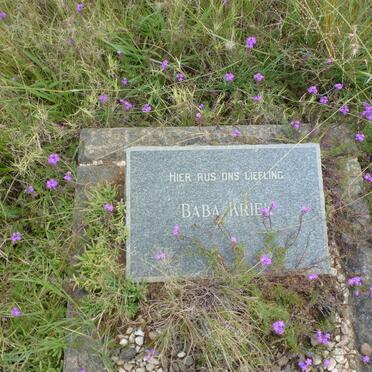 HIER RUS ONS LIEFLING
BABA KRIEL